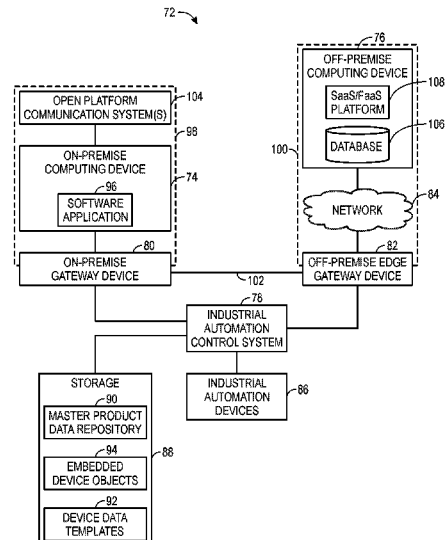 72
76
OFF-PREMISE
COMPUTING DEVICE
108
SaaS/FaaS
PLATFORM
106
DATABASE
100
84
NETWORK
82
OFF-PREMISE EDGE
GATEWAY DEVICE
OPEN PLATFORM
COMMUNICATION SYSTEM(S)
104
98
ON-PREMISE
COMPUTING DEVICE
74
96
SOFTWARE
APPLICATION
80
ON-PREMISE
GATEWAY DEVICE
102
78
INDUSTRIAL
AUTOMATION
CONTROL SYSTEM
INDUSTRIAL
AUTOMATION
DEVICES
86
STORAGE
90
MASTER PRODUCT
DATA REPOSITORY
88
94
EMBEDDED
DEVICE OBJECTS
92
DEVICE DATA
TEMPLATES